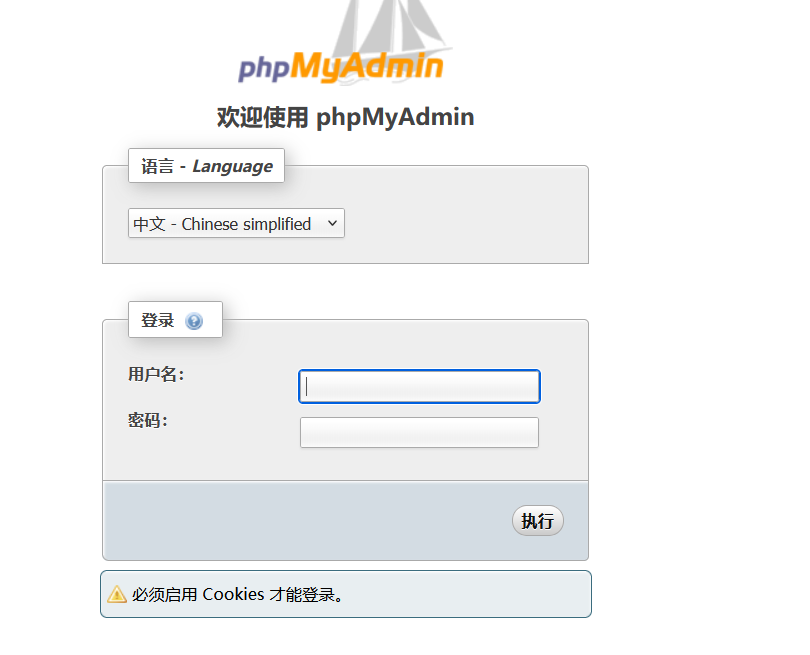 phpMyAdmin
欢迎使用 phpMyAdmin
语言 - Language
中文 - Chinese simplified
登录
用户名：
密码：
执行
必须启用 Cookies 才能登录。